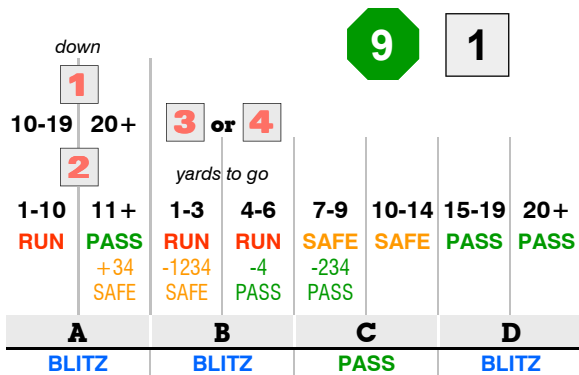 9 1
down
1
10-19 20+ 3 or 4
2
yards to go
1-10 11+ 1-3 4-6 7-9 10-14 15-19 20+
RUN PASS RUN RUN SAFE SAFE PASS PASS
+34 -1234 -4 -234
SAFE SAFE PASS PASS
A B C D
BLITZ BLITZ PASS BLITZ